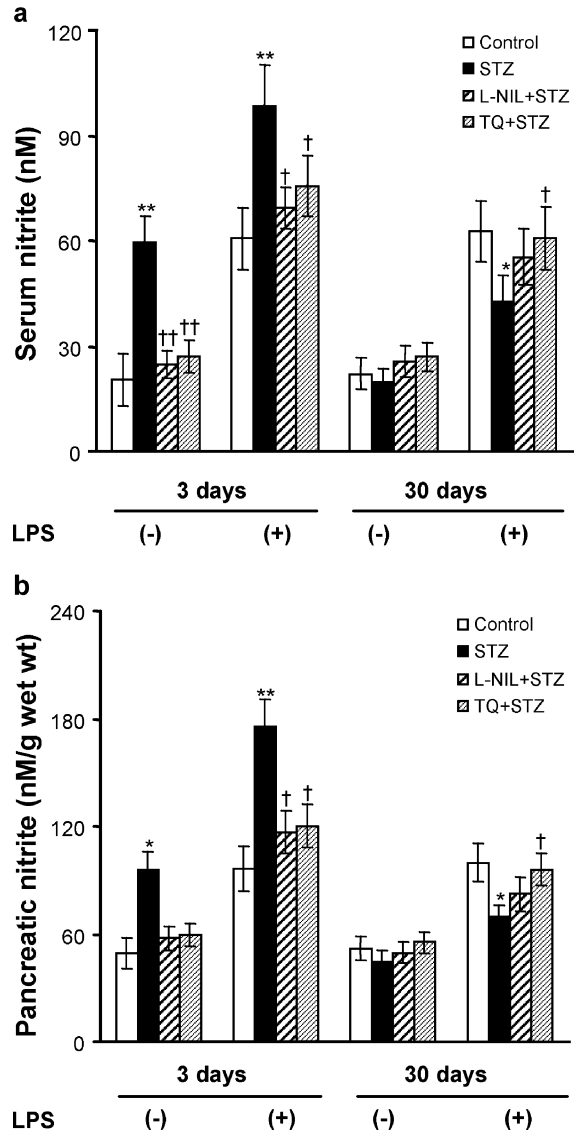 a
120
90
60
30
0
Serum nitrite (nM)
Control
STZ
L-NIL+STZ
TQ+STZ
**
**
†
†
†† ††
*
†
3 days 30 days
LPS (-) (+) (-) (+)
b
240
180
120
60
0
Pancreatic nitrite (nM/g wet wt)
Control
STZ
L-NIL+STZ
TQ+STZ
**
*
†
†
*
†
3 days 30 days
LPS (-) (+) (-) (+)